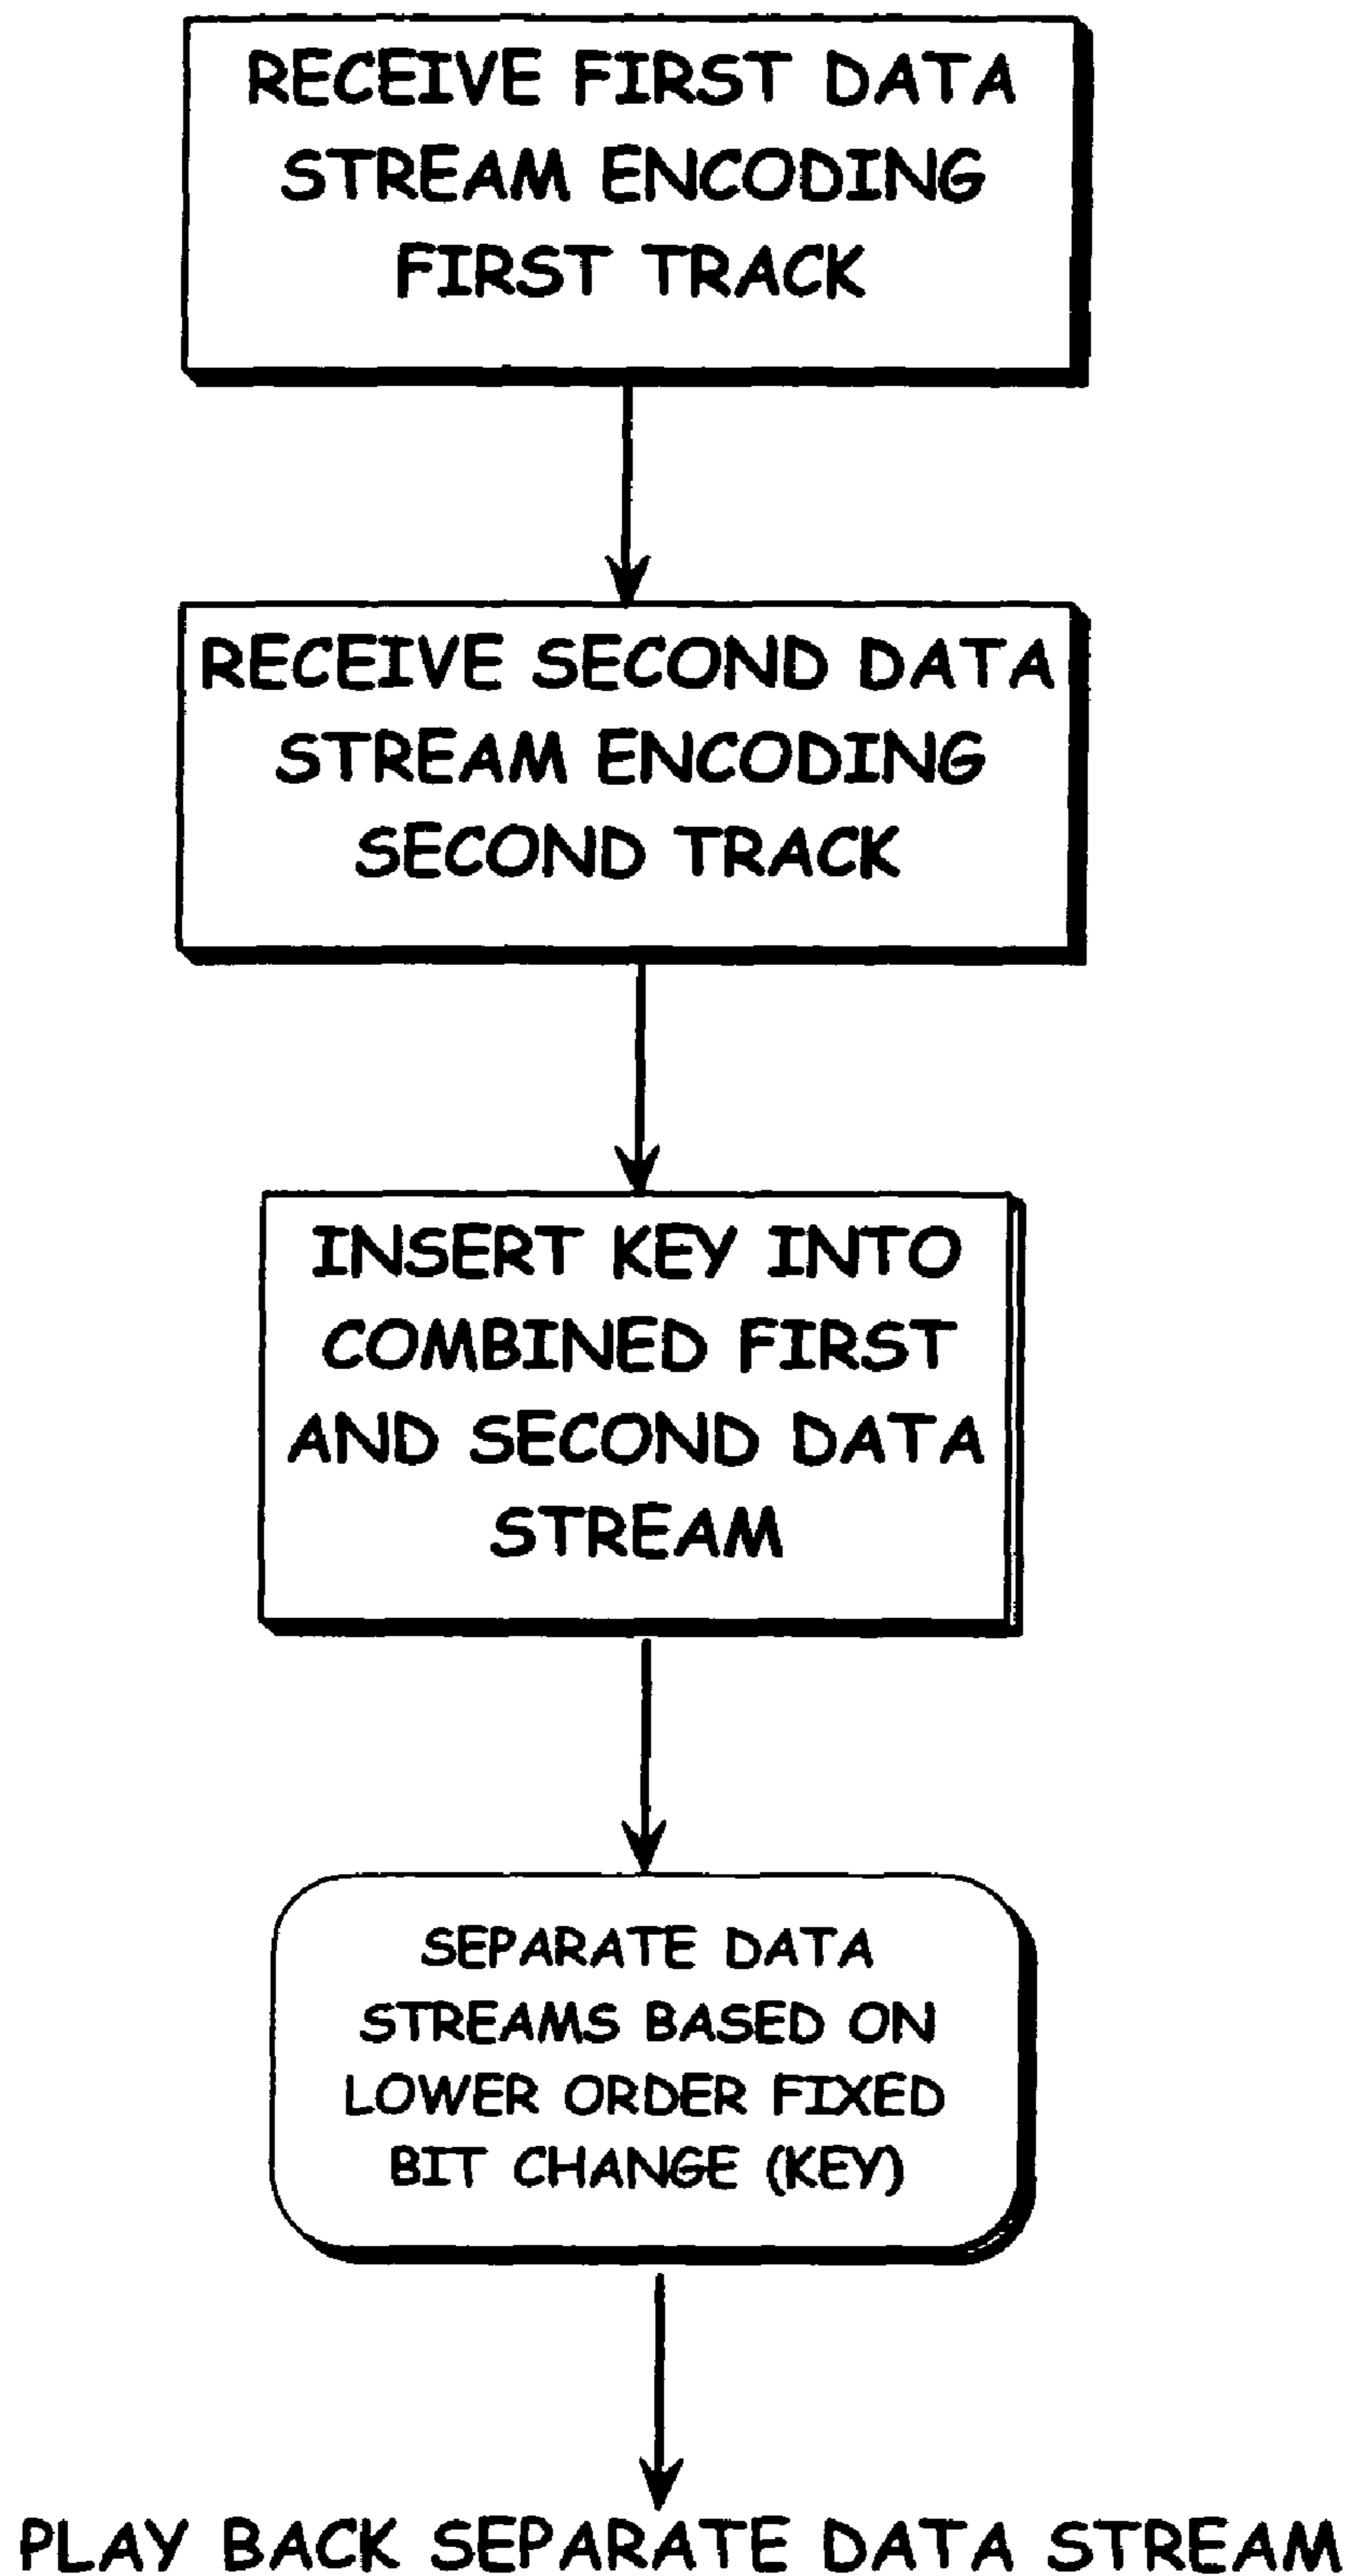 RECEIVE FIRST DATA
STREAM ENCODING
FIRST TRACK
RECEIVE SECOND DATA
STREAM ENCODING
SECOND TRACK
INSERT KEY INTO
COMBINED FIRST
AND SECOND DATA
STREAM
SEPARATE DATA
STREAMS BASED ON
LOWER ORDER FIXED
BIT CHANGE (KEY)
PLAY BACK SEPARATE DATA STREAM